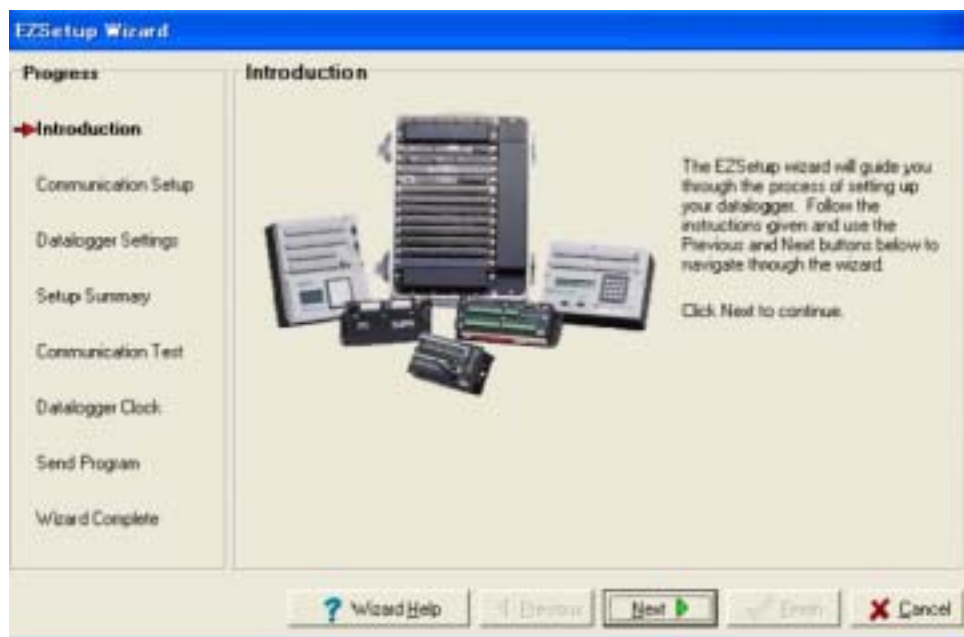 EZSetup Wizard
Progress
Introduction
Communication Setup
Datalogger Settings
Setup Summary
Communication Test
Datalogger Clock
Send Program
Wizard Complete
Introduction
The EZSetup wizard will guide you
through the process of setting up
your datalogger. Follow the
instructions given and use the
Previous and Next buttons below to
navigate through the wizard.
Click Next to continue.
? Wizard Help
Previous
Next
Finish
Cancel